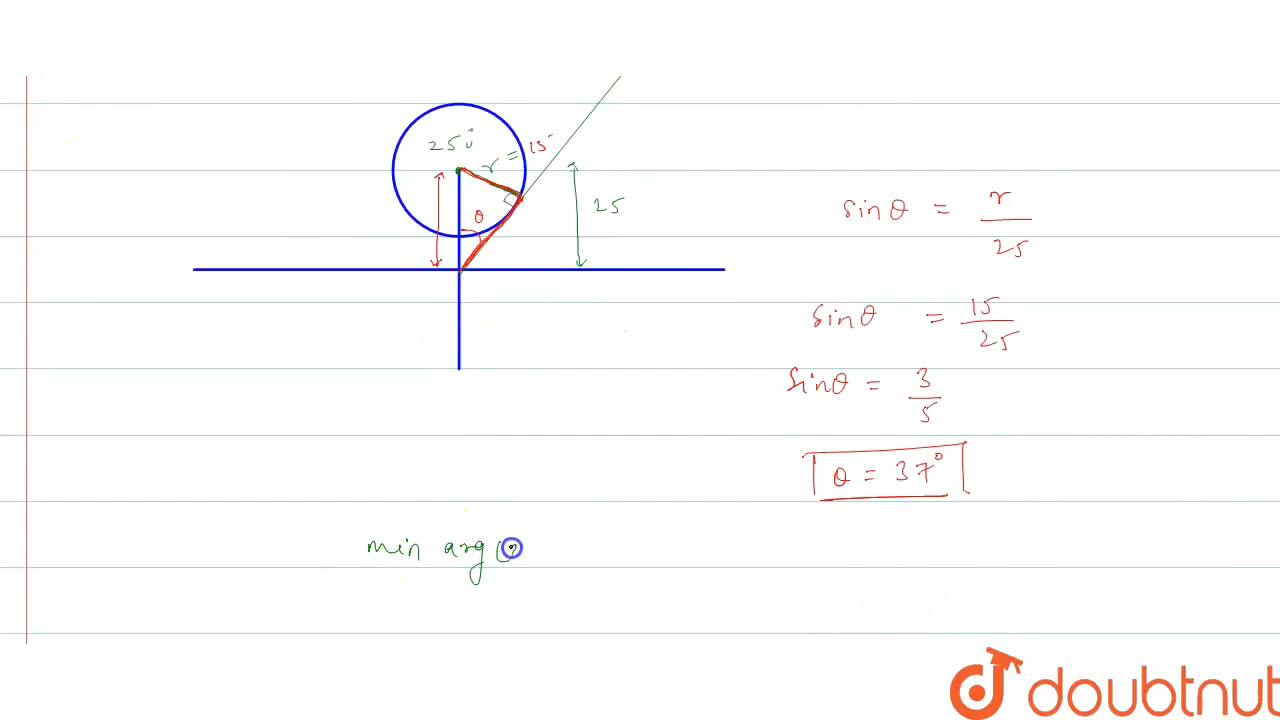 25i
r = 15
θ
25
sinθ = r/25
sinθ = 15/25
sinθ = 3/5
θ = 37°
min arg (
doubtnut